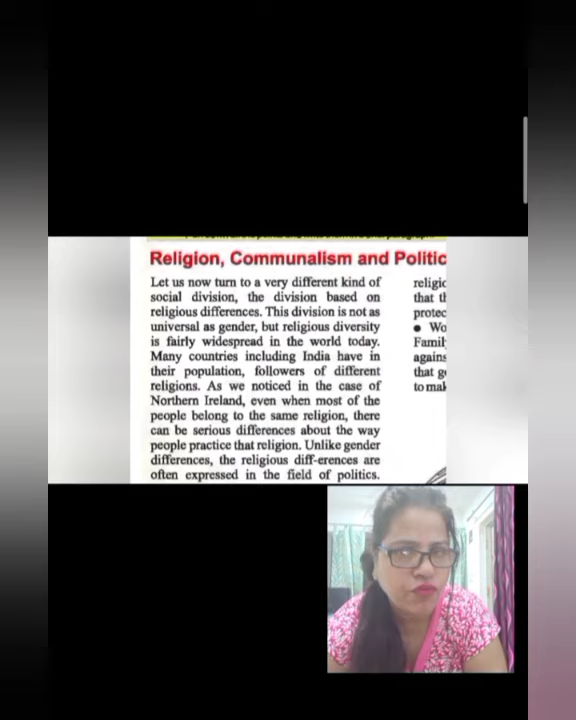 Religion, Communalism and Politic
Let us now turn to a very different kind of
social division, the division based on
religious differences. This division is not as
universal as gender, but religious diversity
is fairly widespread in the world today.
Many countries including India have in
their population, followers of different
religions. As we noticed in the case of
Northern Ireland, even when most of the
people belong to the same religion, there
can be serious differences about the way
people practice that religion. Unlike gender
differences, the religious diff-erences are
often expressed in the field of politics.
religio
that th
protec
● Wo
Famil
agains
that ge
to mak